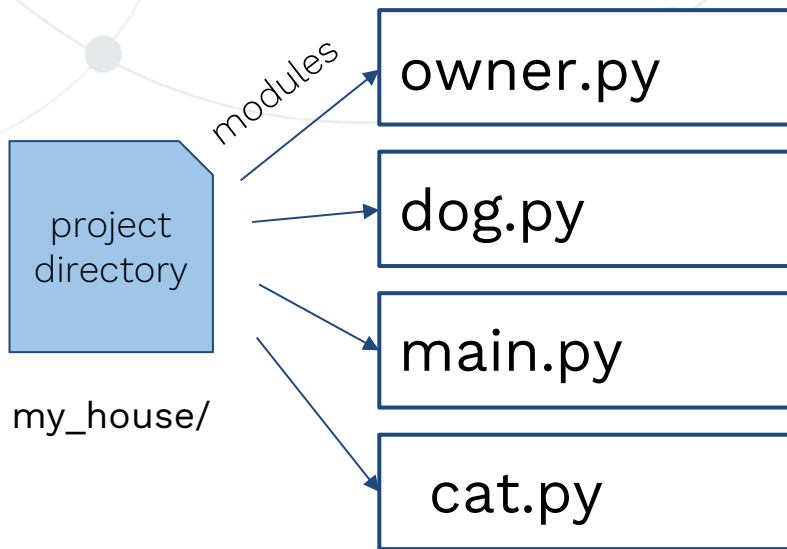 modules
owner.py
project
directory
dog.py
main.py
my_house/
cat.py